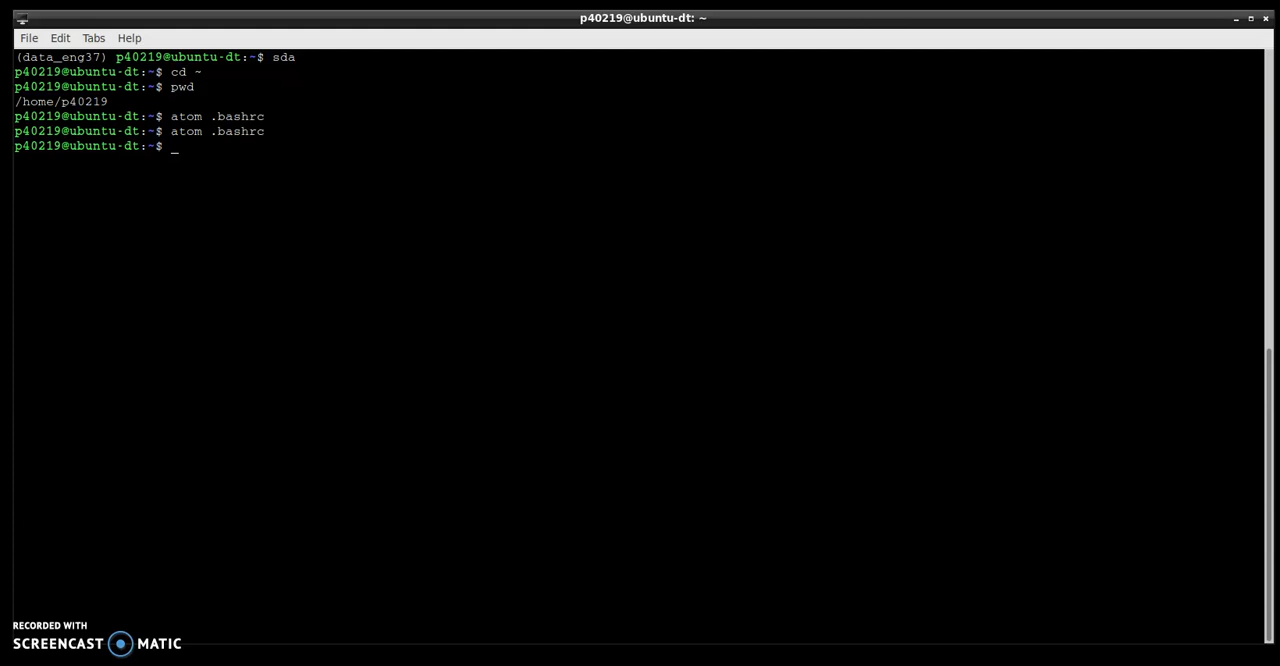 p40219@ubuntu-dt: ~
File Edit Tabs Help
(data_eng37) p40219@ubuntu-dt:~$ sda
p40219@ubuntu-dt:~$ cd ~
p40219@ubuntu-dt:~$ pwd
/home/p40219
p40219@ubuntu-dt:~$ atom .bashrc
p40219@ubuntu-dt:~$ atom .bashrc
p40219@ubuntu-dt:~$ _
RECORDED WITH
SCREENCAST MATIC